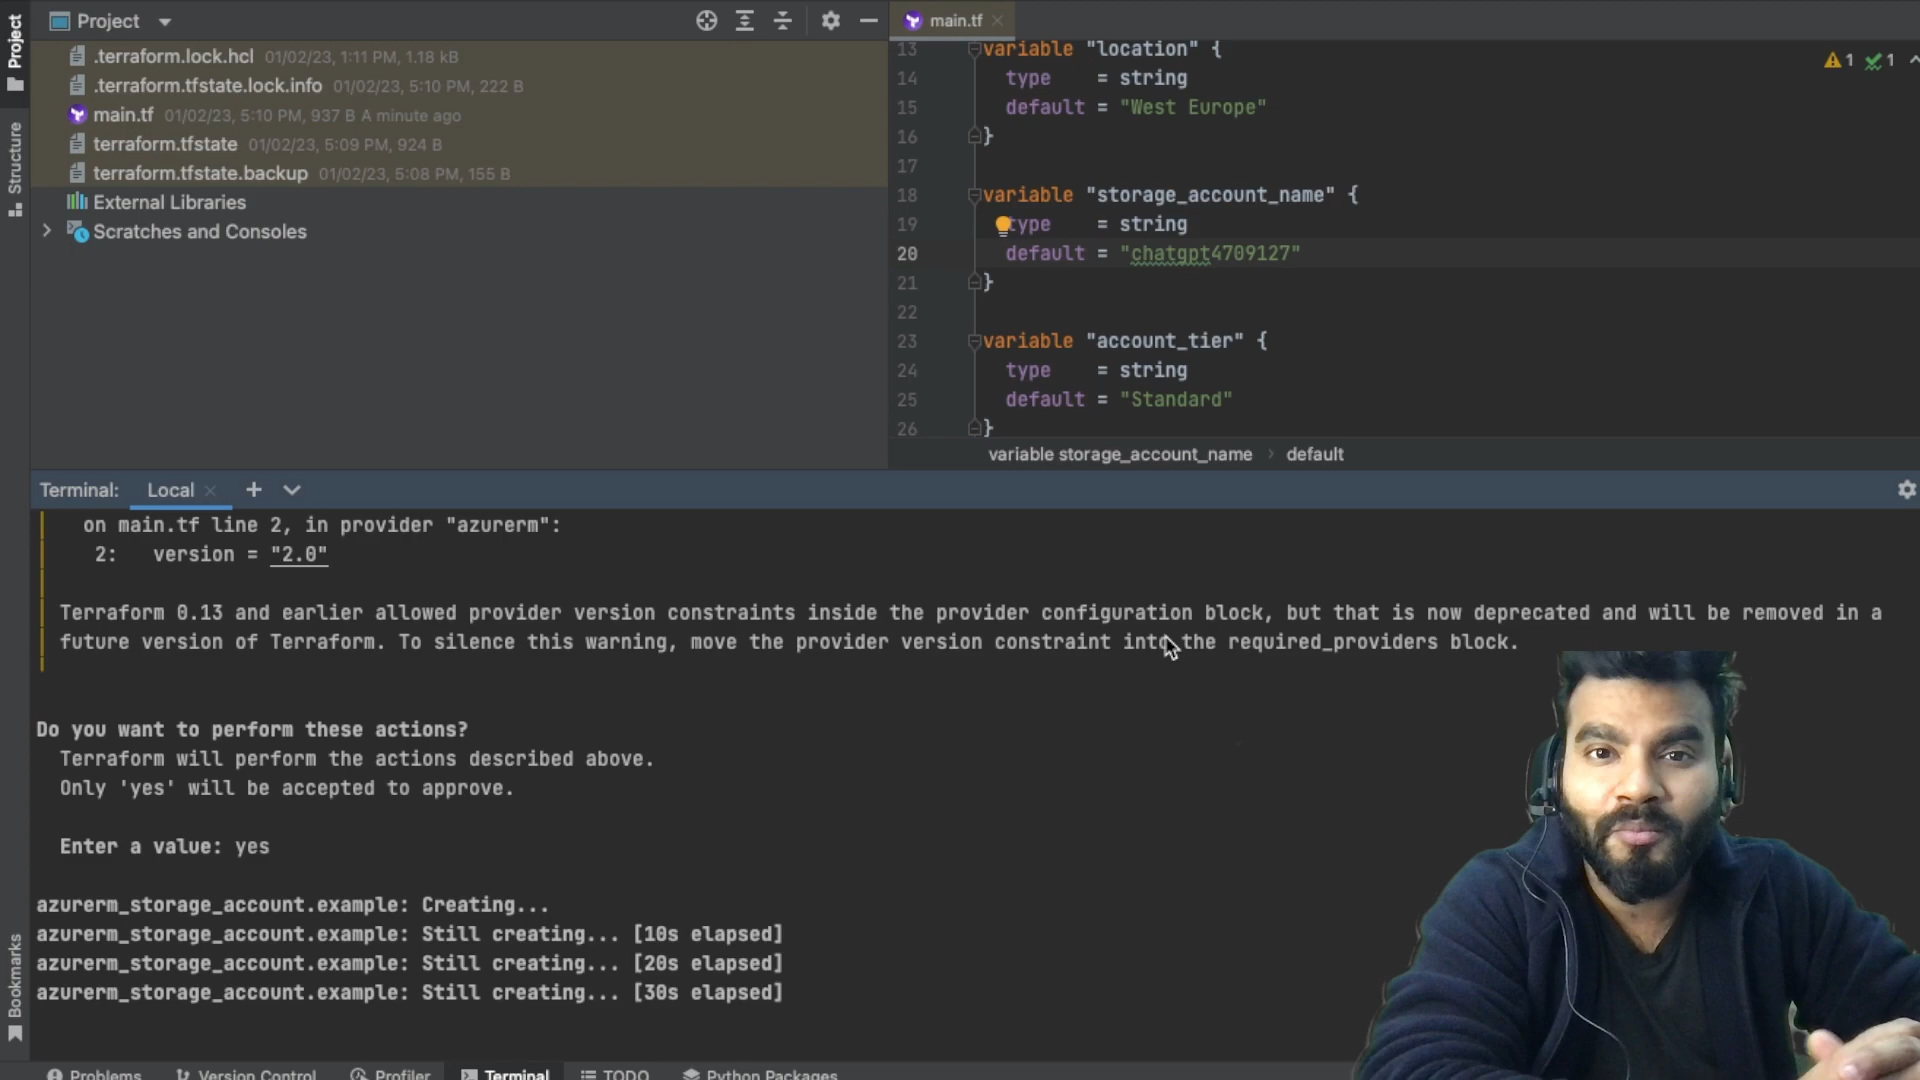 Project
.terraform.lock.hcl 01/02/23, 1:11 PM, 1.18 kB
.terraform.tfstate.lock.info 01/02/23, 5:10 PM, 222 B
main.tf 01/02/23, 5:10 PM, 937 B A minute ago
terraform.tfstate 01/02/23, 5:09 PM, 924 B
terraform.tfstate.backup 01/02/23, 5:08 PM, 155 B
External Libraries
Scratches and Consoles
Project
Structure
Bookmarks
main.tf
1 1
13 variable "location" {
14 type = string
15 default = "West Europe"
16 }
17
18 variable "storage_account_name" {
19 type = string
20 default = "chatgpt4709127"
21 }
22
23 variable "account_tier" {
24 type = string
25 default = "Standard"
26 }
variable storage_account_name › default
Terminal: Local
on main.tf line 2, in provider "azurerm":
2: version = "2.0"
Terraform 0.13 and earlier allowed provider version constraints inside the provider configuration block, but that is now deprecated and will be removed in a
future version of Terraform. To silence this warning, move the provider version constraint into the required_providers block.
Do you want to perform these actions?
Terraform will perform the actions described above.
Only 'yes' will be accepted to approve.
Enter a value: yes
azurerm_storage_account.example: Creating...
azurerm_storage_account.example: Still creating... [10s elapsed]
azurerm_storage_account.example: Still creating... [20s elapsed]
azurerm_storage_account.example: Still creating... [30s elapsed]
Problems Version Control Profiler Terminal TODO Python Packages